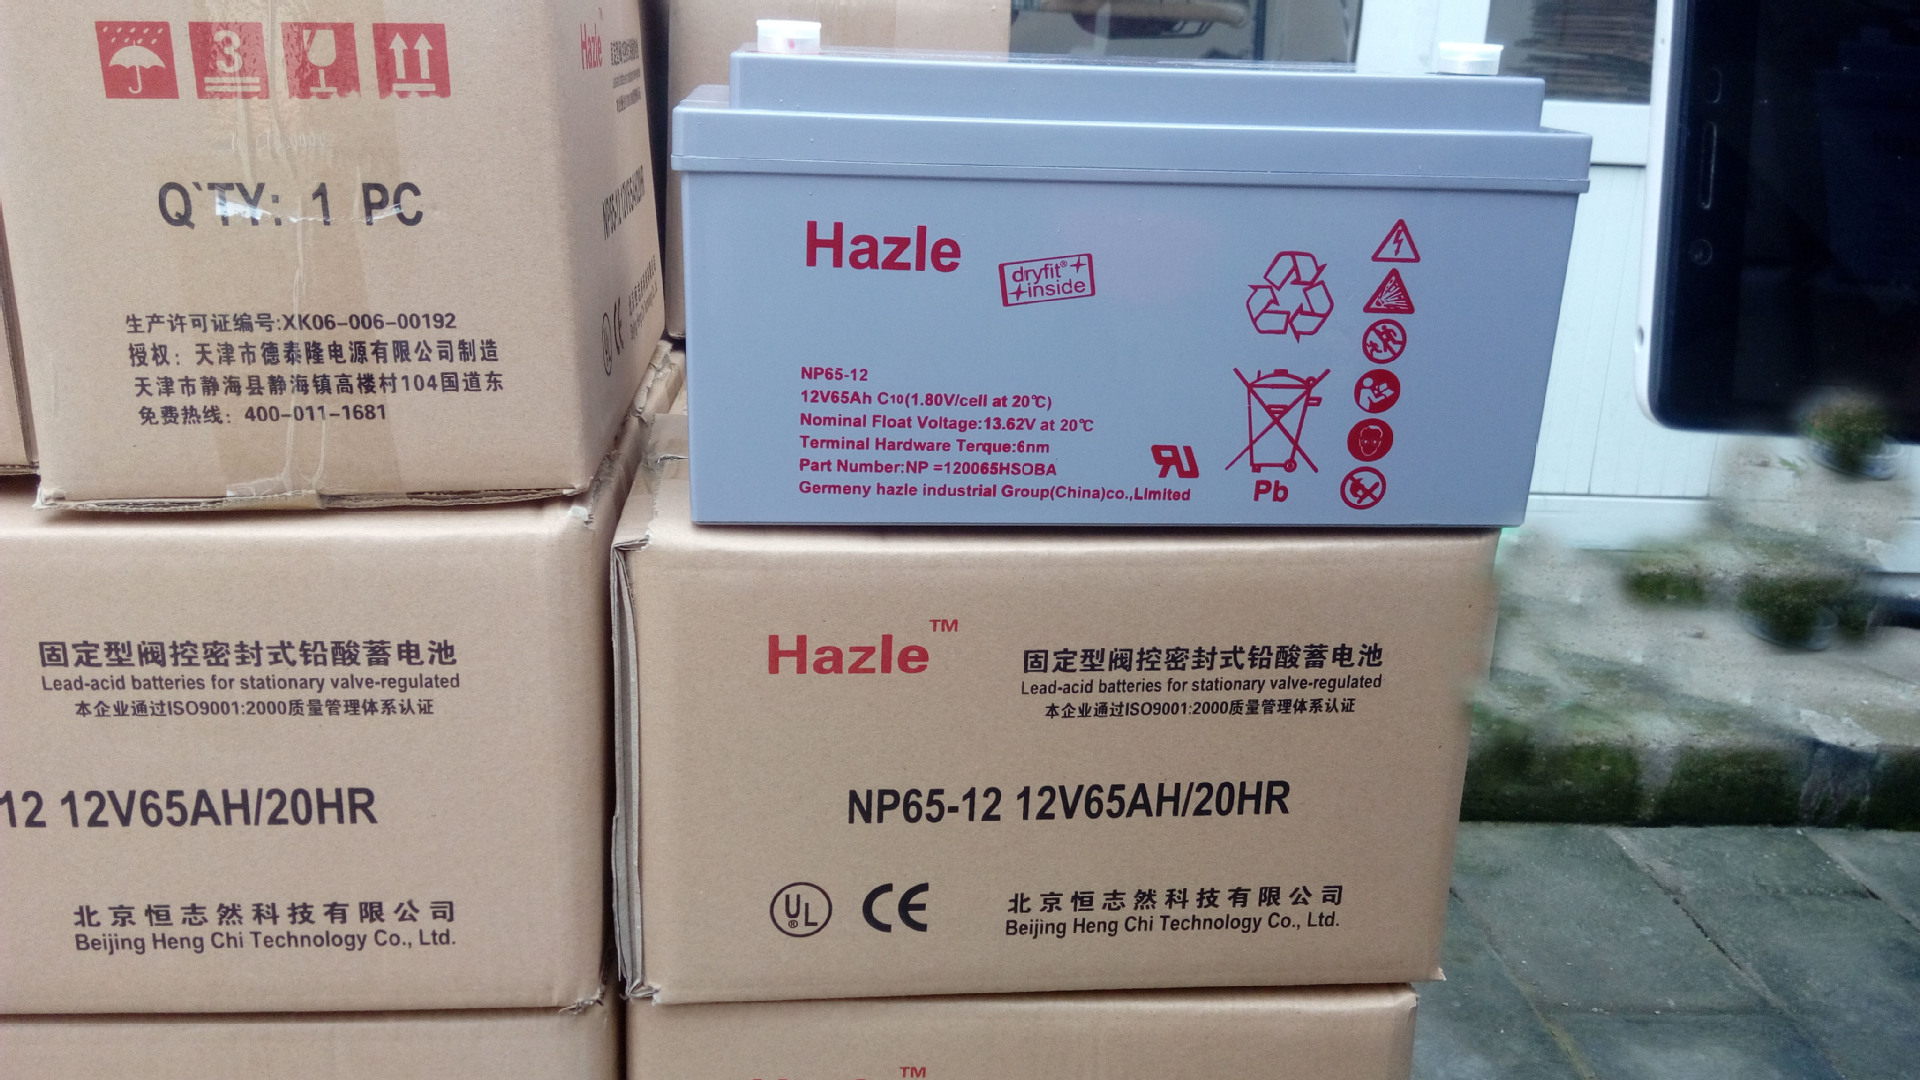 3
Q`TY: 1 PC
生产许可证编号:XK06-006-00192
授权：天津市德泰隆电源有限公司制造
天津市静海县静海镇高楼村104国道东
免费热线：400-011-1681
Hazle™
NP65-12 12V65AH/20HR
CE
Hazle
dryfit®
inside
NP65-12
12V65Ah C10(1.80V/cell at 20℃)
Nominal Float Voltage:13.62V at 20℃
Terminal Hardware Terque:6nm
Part Number:NP =120065HSOBA
Germeny hazle industrial Group(China)co.,Limited
Pb
固定型阀控密封式铅酸蓄电池
Lead-acid batteries for stationary valve-regulated
本企业通过ISO9001:2000质量管理体系认证
12 12V65AH/20HR
北京恒志然科技有限公司
Beijing Heng Chi Technology Co., Ltd.
Hazle™
固定型阀控密封式铅酸蓄电池
Lead-acid batteries for stationary valve-regulated
本企业通过ISO9001:2000质量管理体系认证
NP65-12 12V65AH/20HR
UL®
CE
北京恒志然科技有限公司
Beijing Heng Chi Technology Co., Ltd.
TM